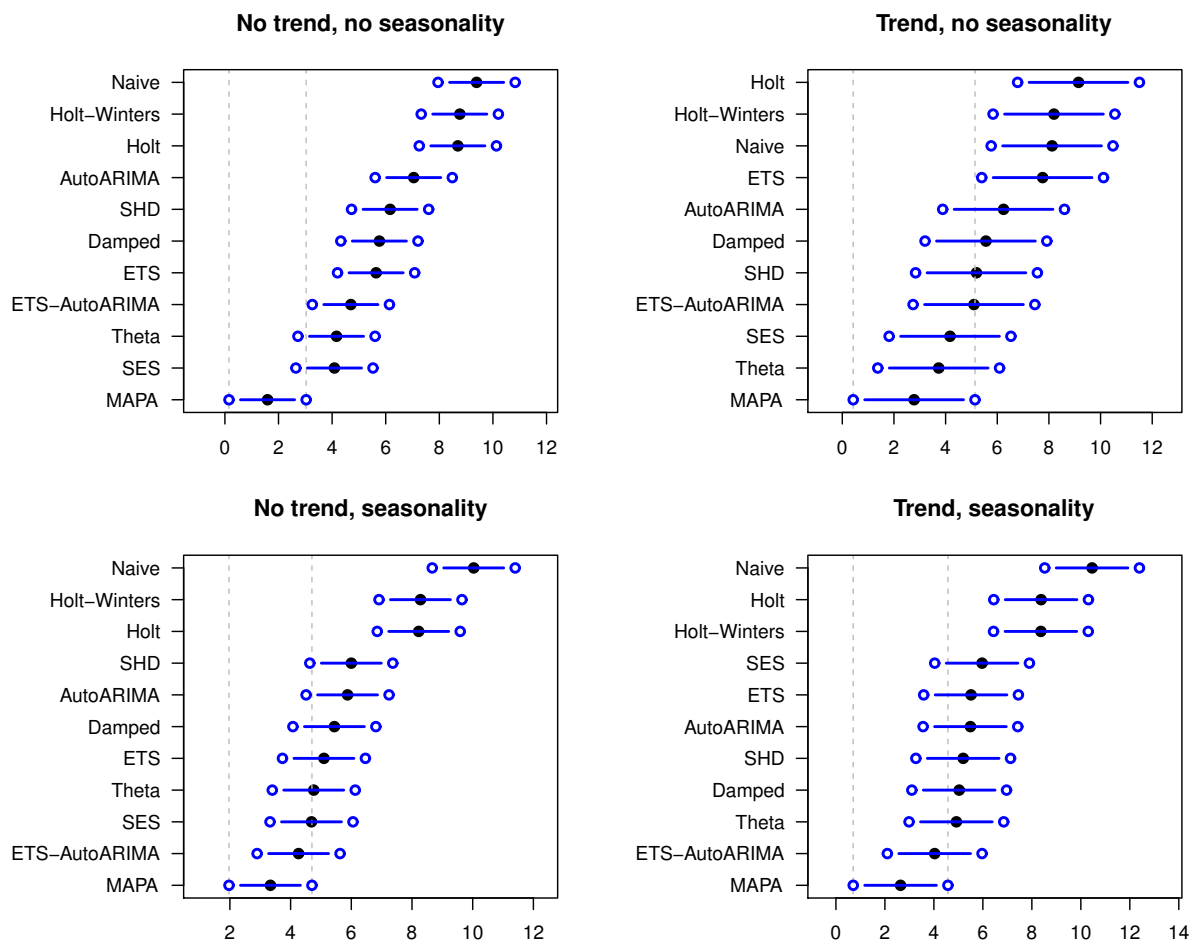 No trend, no seasonality
Naive
Holt−Winters
Holt
AutoARIMA
SHD
Damped
ETS
ETS−AutoARIMA
Theta
SES
MAPA
0 2 4 6 8 10 12
Trend, no seasonality
Holt
Holt−Winters
Naive
ETS
AutoARIMA
Damped
SHD
ETS−AutoARIMA
SES
Theta
MAPA
0 2 4 6 8 10 12
No trend, seasonality
Naive
Holt−Winters
Holt
SHD
AutoARIMA
Damped
ETS
Theta
SES
ETS−AutoARIMA
MAPA
2 4 6 8 10 12
Trend, seasonality
Naive
Holt
Holt−Winters
SES
ETS
AutoARIMA
SHD
Damped
Theta
ETS−AutoARIMA
MAPA
0 2 4 6 8 10 12 14